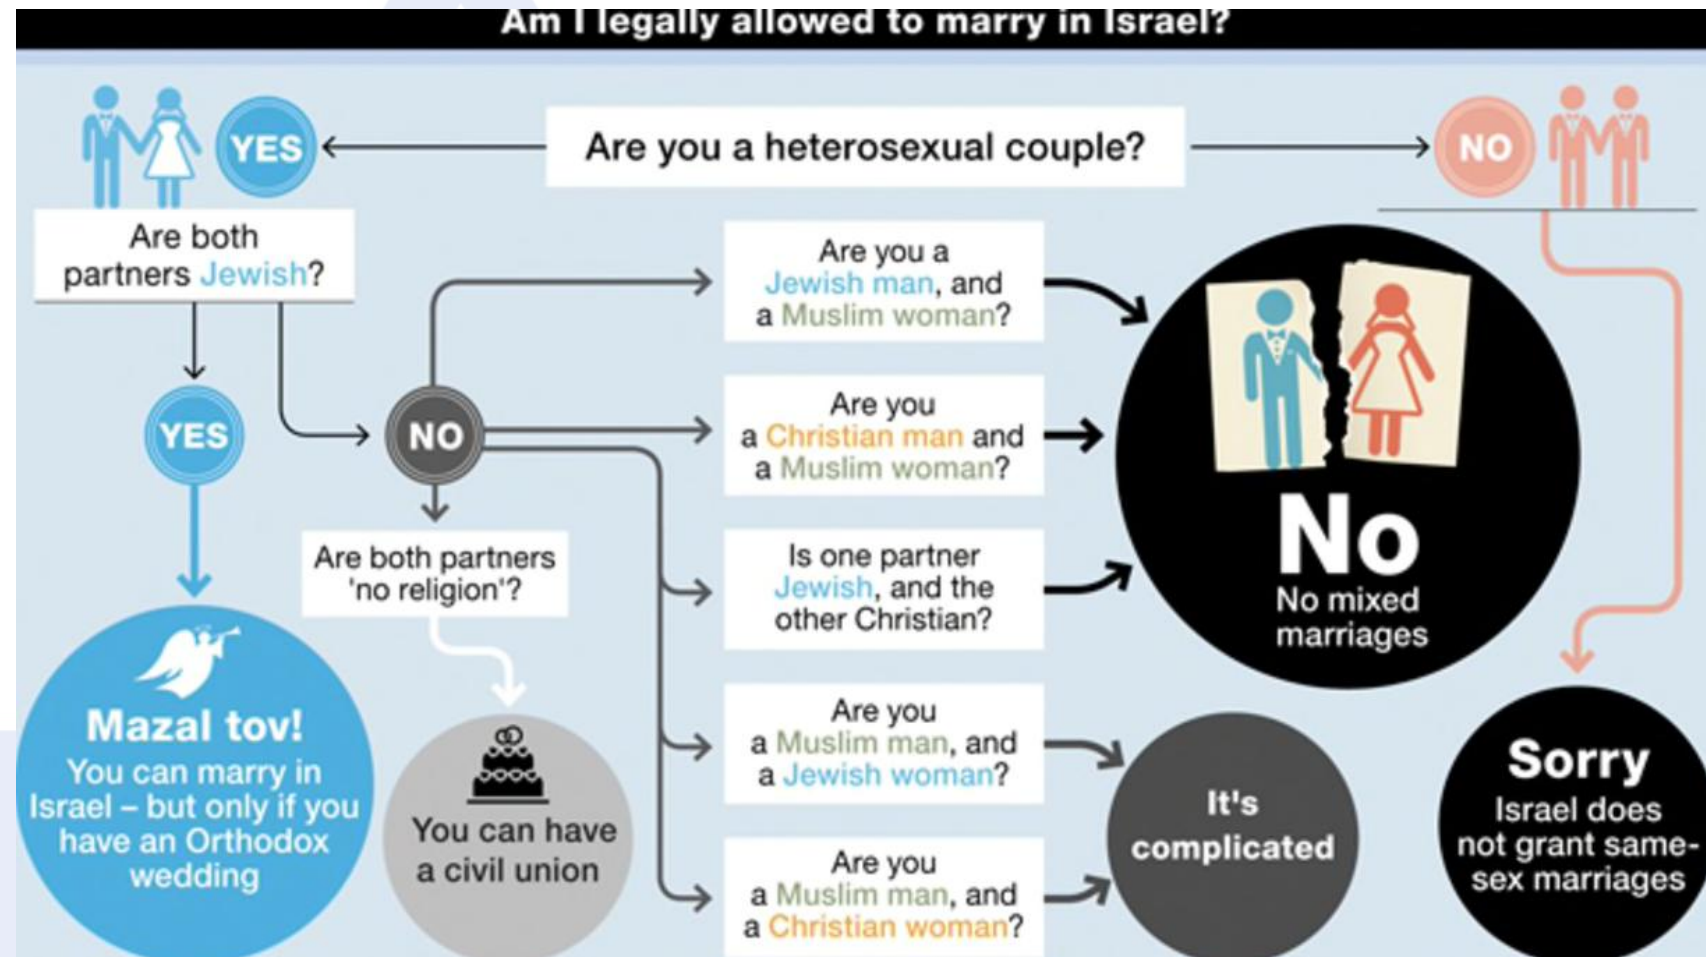 Am I legally allowed to marry in Israel?
Are you a heterosexual couple?
YES
NO
Are both
partners Jewish?
YES
NO
Are you a
Jewish man, and
a Muslim woman?
Are you
a Christian man and
a Muslim woman?
Is one partner
Jewish, and the
other Christian?
Are you
a Muslim man, and
a Jewish woman?
Are you
a Muslim man, and
a Christian woman?
Are both partners
'no religion'?
Mazal tov!
You can marry in
Israel – but only if you
have an Orthodox
wedding
You can have
a civil union
No
No mixed
marriages
It's
complicated
Sorry
Israel does
not grant same-
sex marriages